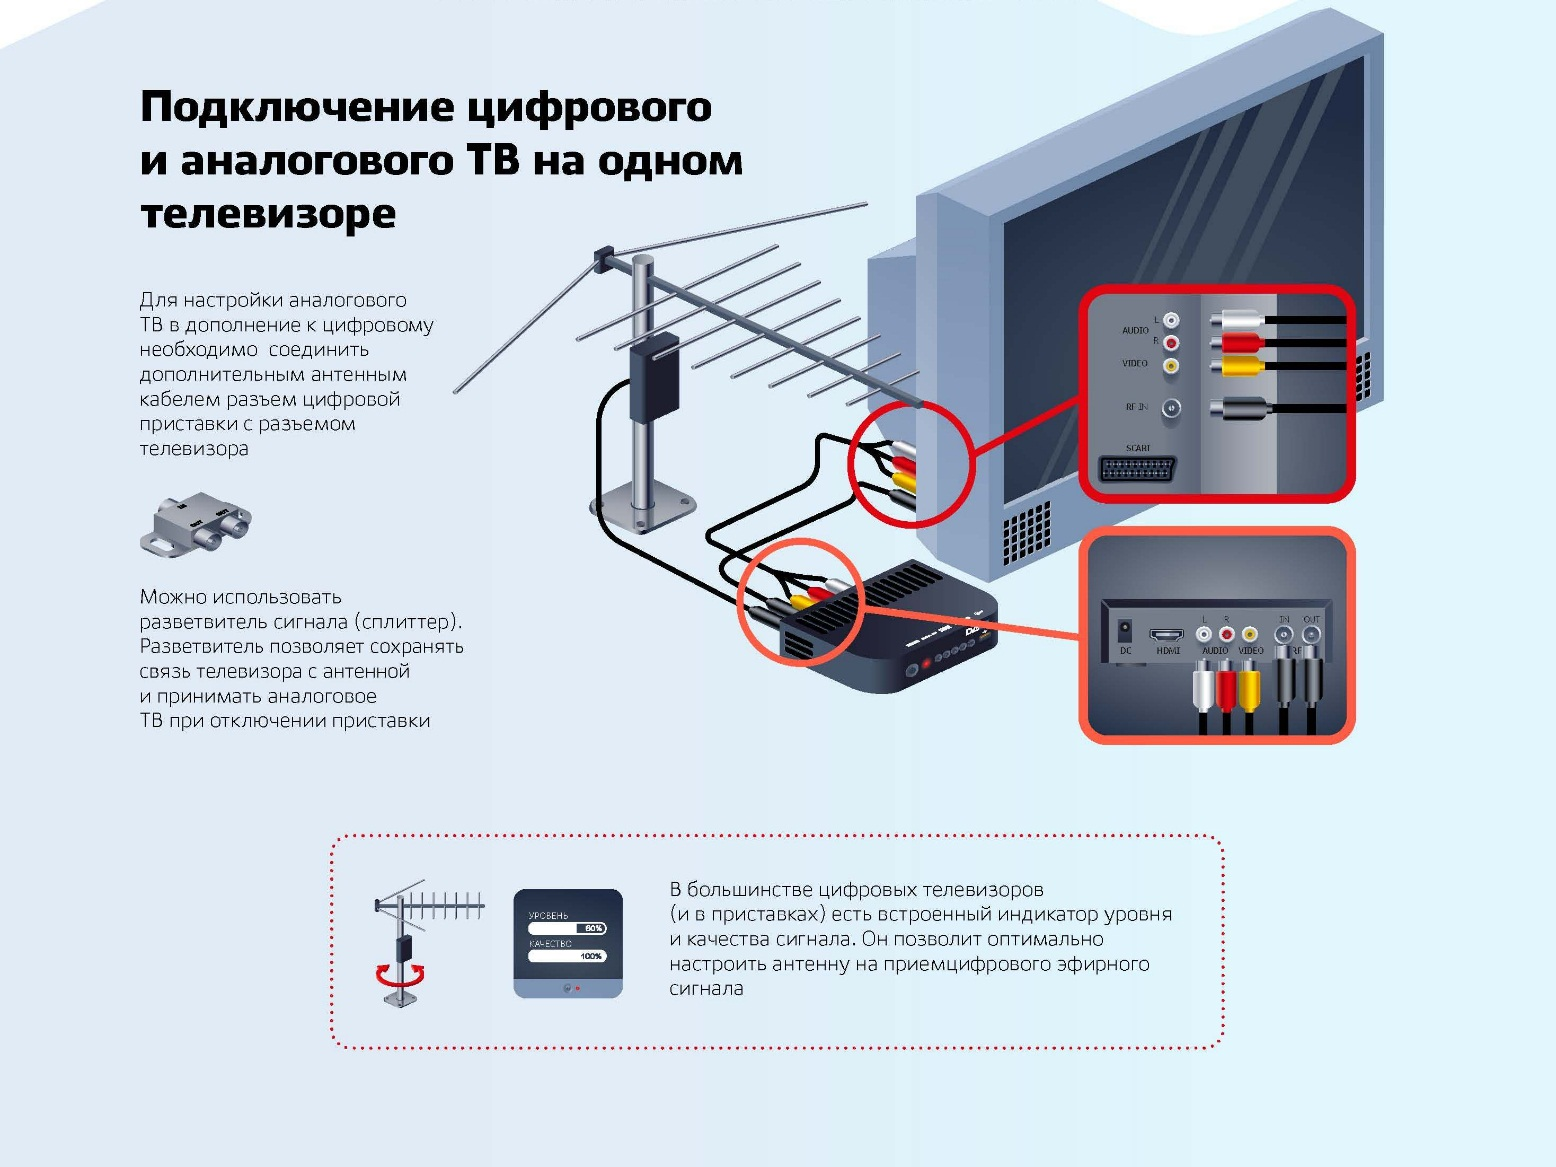 Подключение цифрового
и аналогового ТВ на одном
телевизоре
Для настройки аналогового
ТВ в дополнение к цифровому
необходимо соединить
дополнительным антенным
кабелем разъем цифровой
приставки с разъемом
телевизора
Можно использовать
разветвитель сигнала (сплиттер).
Разветвитель позволяет сохранять
связь телевизора с антенной
и принимать аналоговое
ТВ при отключении приставки
L
AUDIO
R
VIDEO
RF IN
SCART
L R IN OUT
DC HDMI AUDIO VIDEO RF
УРОВЕНЬ
60%
КАЧЕСТВО
100%
В большинстве цифровых телевизоров
(и в приставках) есть встроенный индикатор уровня
и качества сигнала. Он позволит оптимально
настроить антенну на приемцифрового эфирного
сигнала